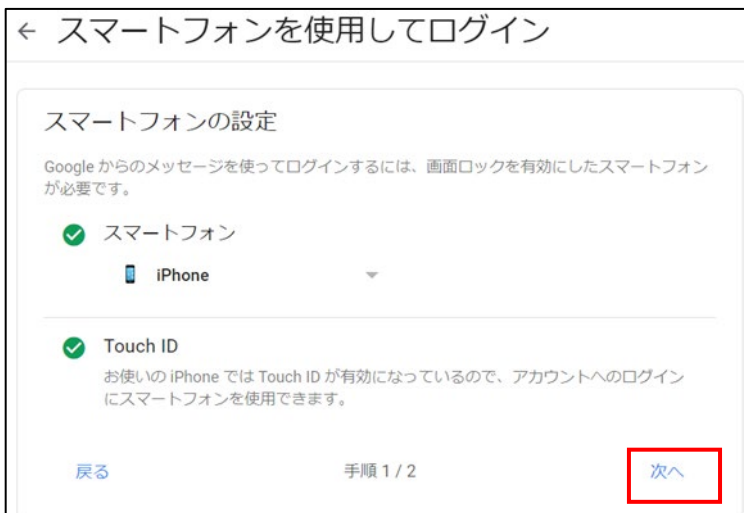 ← スマートフォンを使用してログイン
スマートフォンの設定
Google からのメッセージを使ってログインするには、画面ロックを有効にしたスマートフォン
が必要です。
スマートフォン
iPhone
Touch ID
お使いの iPhone では Touch ID が有効になっているので、アカウントへのログイン
にスマートフォンを使用できます。
戻る 手順 1 / 2 次へ